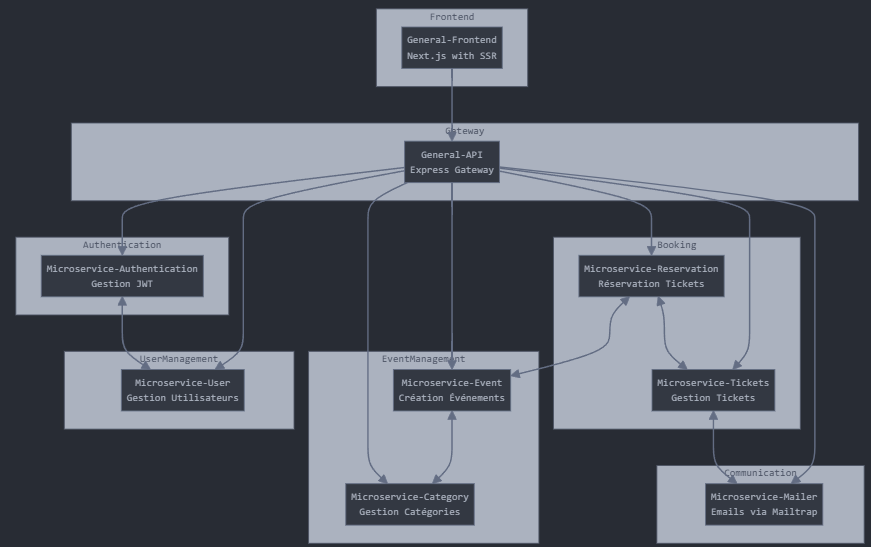 Frontend
General-Frontend
Next.js with SSR
Gateway
General-API
Express Gateway
Authentication
Microservice-Authentication
Gestion JWT
Booking
Microservice-Reservation
Réservation Tickets
UserManagement
Microservice-User
Gestion Utilisateurs
EventManagement
Microservice-Event
Création Événements
Microservice-Tickets
Gestion Tickets
Microservice-Category
Gestion Catégories
Communication
Microservice-Mailer
Emails via Mailtrap